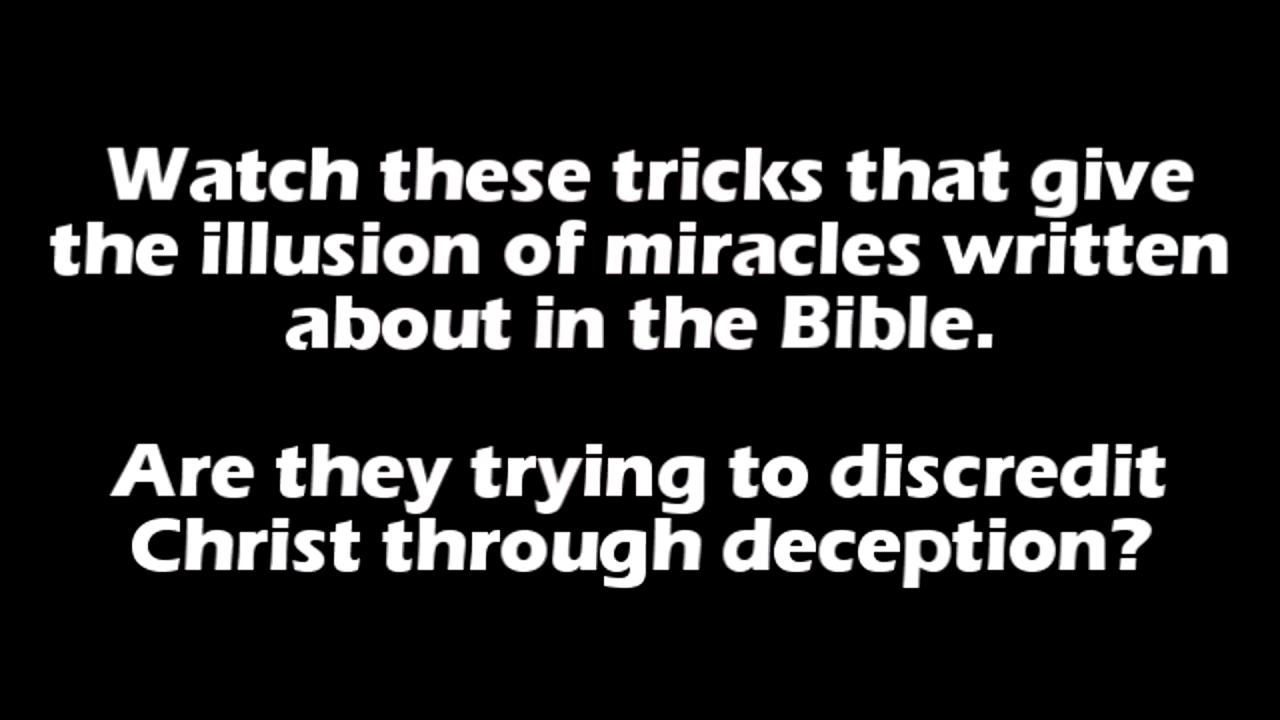 Watch these tricks that give
the illusion of miracles written
about in the Bible.
Are they trying to discredit
Christ through deception?